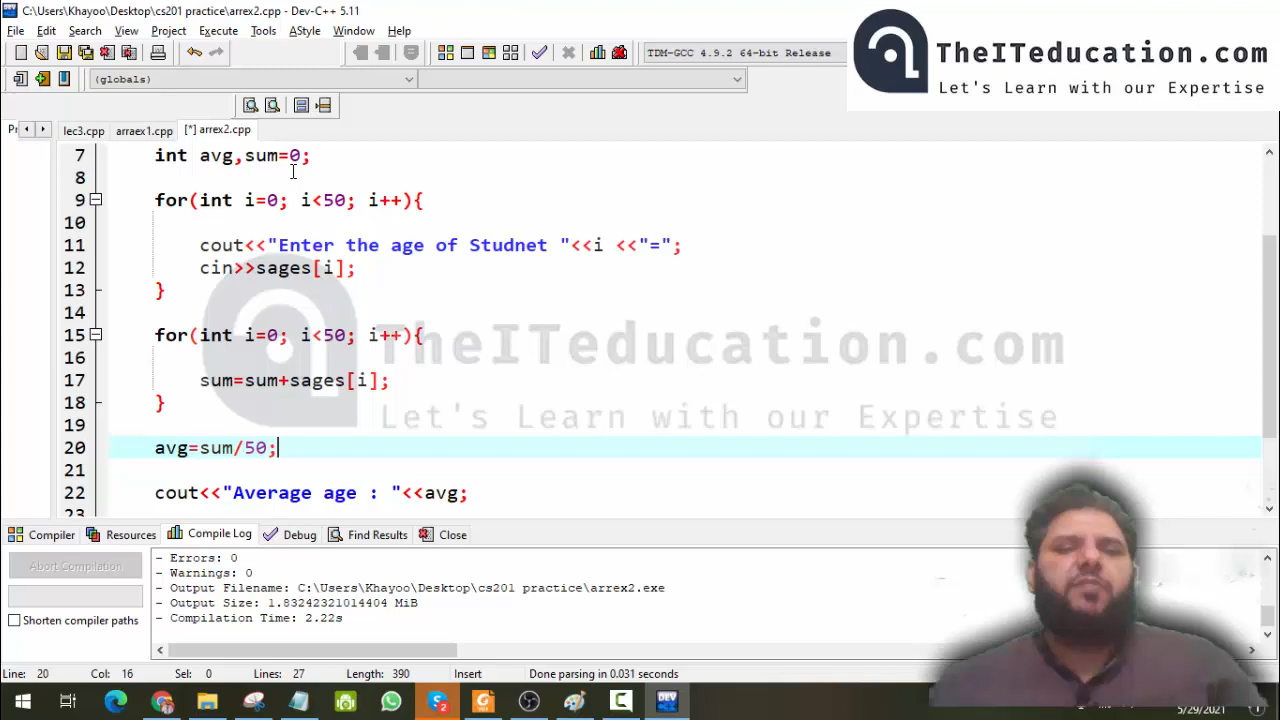 C:\Users\Khayoo\Desktop\cs201 practice\arrex2.cpp - Dev-C++ 5.11
File Edit Search View Project Execute Tools AStyle Window Help
TDM-GCC 4.9.2 64-bit Release
(globals)
TheITeducation.com
Let's Learn with our Expertise
Pr lec3.cpp arraex1.cpp [*] arrex2.cpp
7 int avg,sum=0;
8
9 for(int i=0; i<50; i++){
10
11 cout<<"Enter the age of Studnet "<<i <<"=";
12 cin>>sages[i];
13 }
14
15 for(int i=0; i<50; i++){
16
17 sum=sum+sages[i];
18 }
19
20 avg=sum/50;
21
22 cout<<"Average age : "<<avg;
23
TheITeducation.com
Let's Learn with our Expertise
Compiler Resources Compile Log Debug Find Results Close
Abort Compilation
Shorten compiler paths
- Errors: 0
- Warnings: 0
- Output Filename: C:\Users\Khayoo\Desktop\cs201 practice\arrex2.exe
- Output Size: 1.83242321014404 MiB
- Compilation Time: 2.22s
Line: 20 Col: 16 Sel: 0 Lines: 27 Length: 390 Insert Done parsing in 0.031 seconds
DEV
5/29/2021